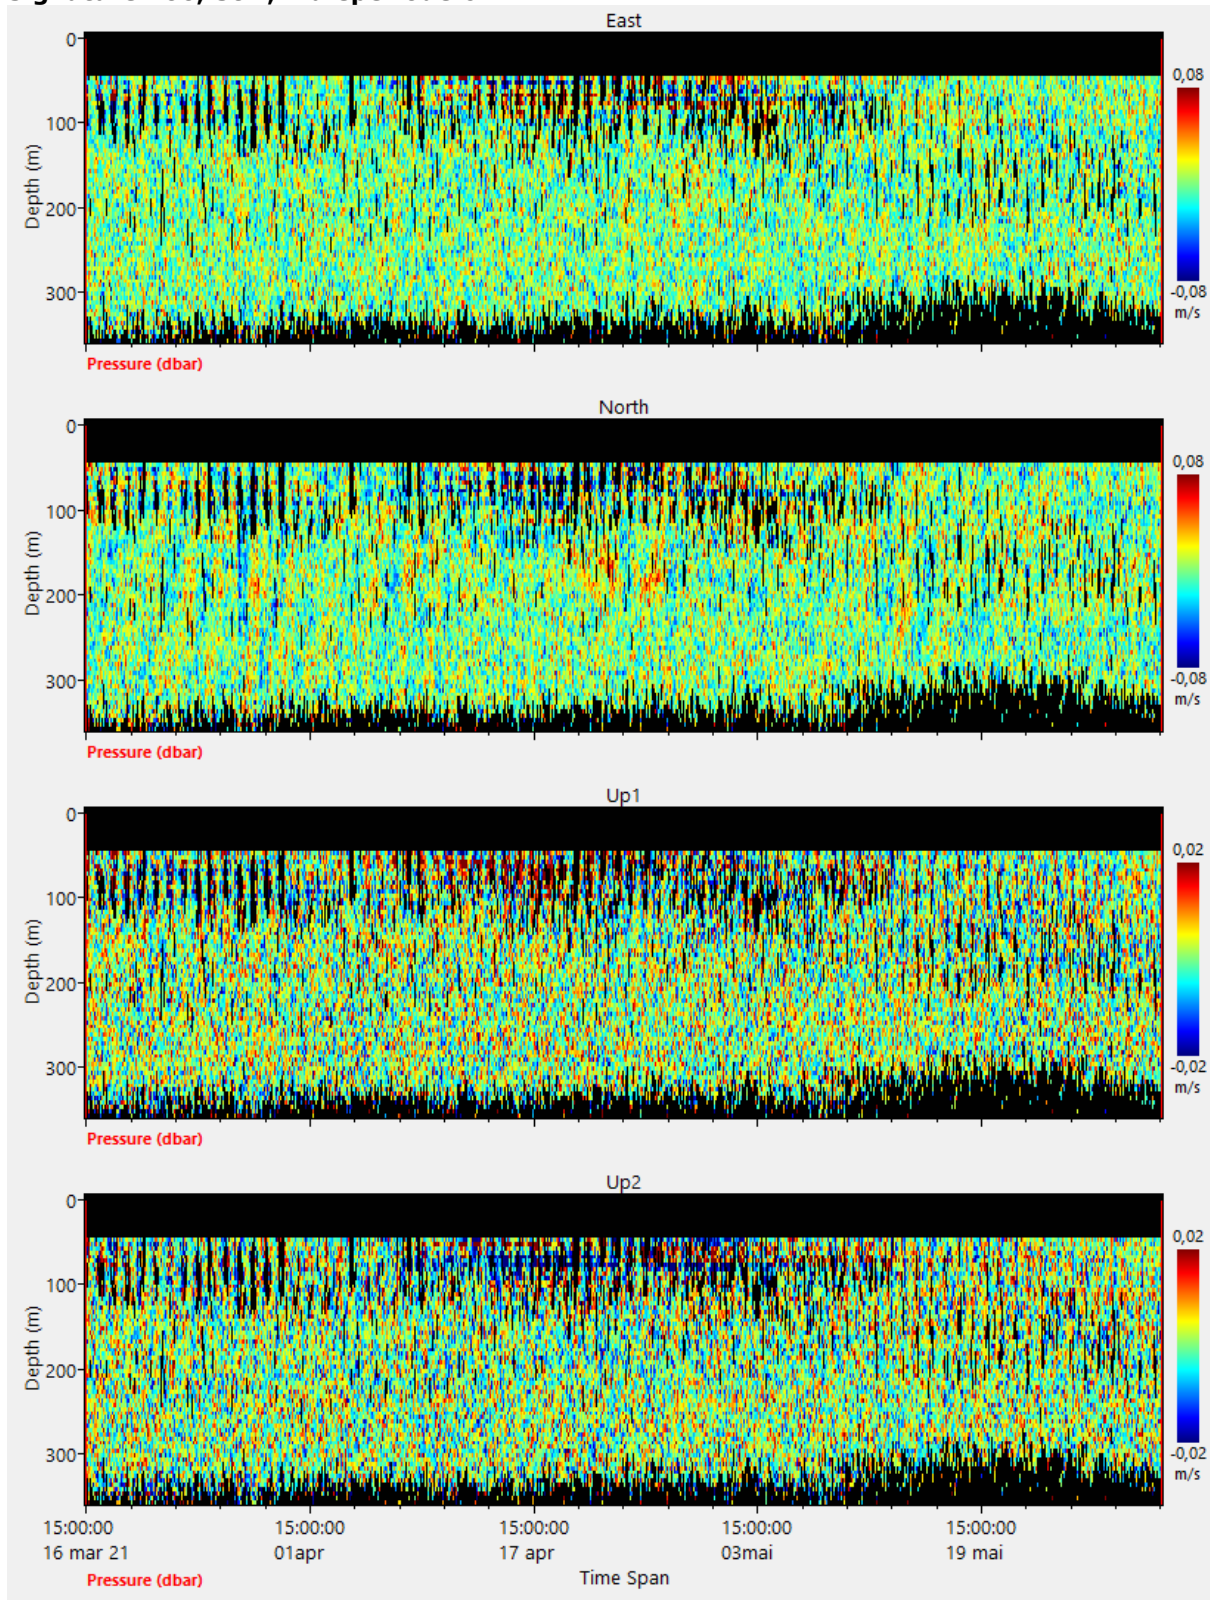 East
0
100
200
300
Depth (m)
0,08
-0,08
m/s
Pressure (dbar)
North
0
100
200
300
Depth (m)
0,08
-0,08
m/s
Pressure (dbar)
Up1
0
100
200
300
Depth (m)
0,02
-0,02
m/s
Pressure (dbar)
Up2
0
100
200
300
Depth (m)
0,02
-0,02
m/s
15:00:00 15:00:00 15:00:00 15:00:00 15:00:00
16 mar 21 01apr 17 apr 03mai 19 mai
Pressure (dbar) Time Span